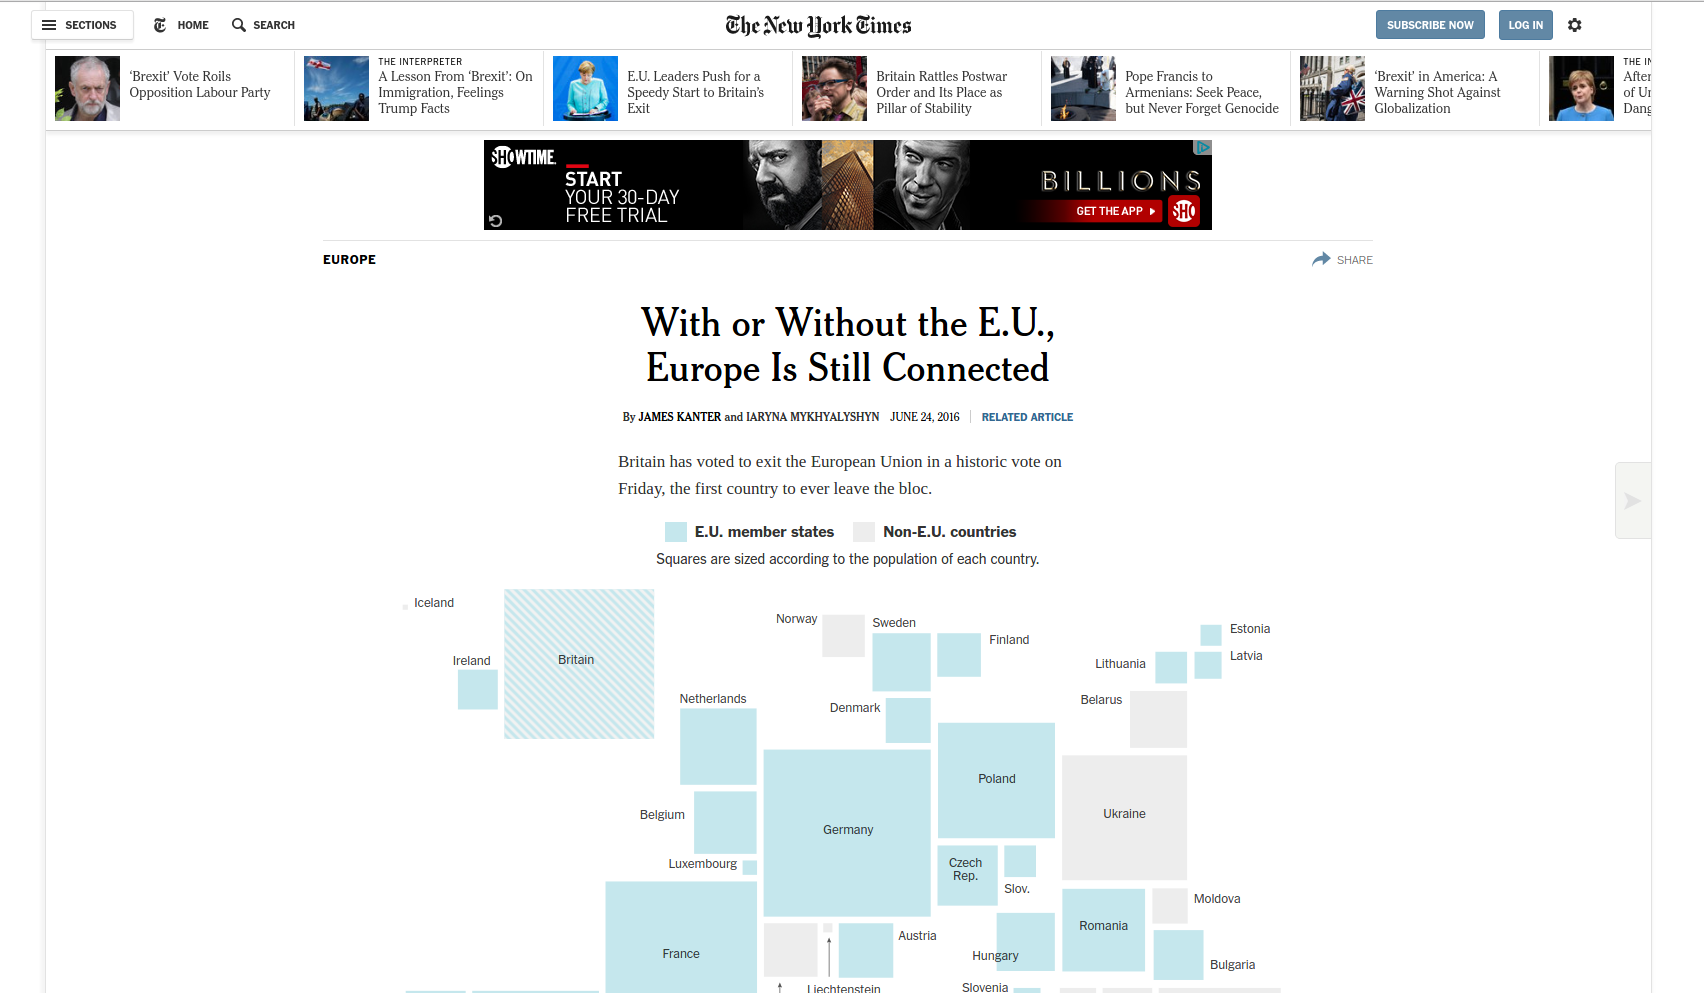 SECTIONS
HOME
SEARCH
The New York Times
SUBSCRIBE NOW
LOG IN
'Brexit' Vote Roils
Opposition Labour Party
THE INTERPRETER
A Lesson From 'Brexit': On
Immigration, Feelings
Trump Facts
E.U. Leaders Push for a
Speedy Start to Britain's
Exit
Britain Rattles Postwar
Order and Its Place as
Pillar of Stability
Pope Francis to
Armenians: Seek Peace,
but Never Forget Genocide
'Brexit' in America: A
Warning Shot Against
Globalization
THE IN
After
of Un
Dang
SHOWTIME.
START
YOUR 30-DAY
FREE TRIAL
BILLIONS
GET THE APP
SHO
EUROPE
SHARE
With or Without the E.U.,
Europe Is Still Connected
By JAMES KANTER and IARYNA MYKHYALYSHYN JUNE 24, 2016
RELATED ARTICLE
Britain has voted to exit the European Union in a historic vote on
Friday, the first country to ever leave the bloc.
E.U. member states
Non-E.U. countries
Squares are sized according to the population of each country.
Iceland
Norway
Sweden
Estonia
Finland
Latvia
Ireland
Britain
Lithuania
Netherlands
Belarus
Denmark
Poland
Ukraine
Belgium
Germany
Luxembourg
Czech
Rep.
Slov.
Moldova
Romania
Austria
France
Hungary
Bulgaria
Liechtenstein
Slovenia